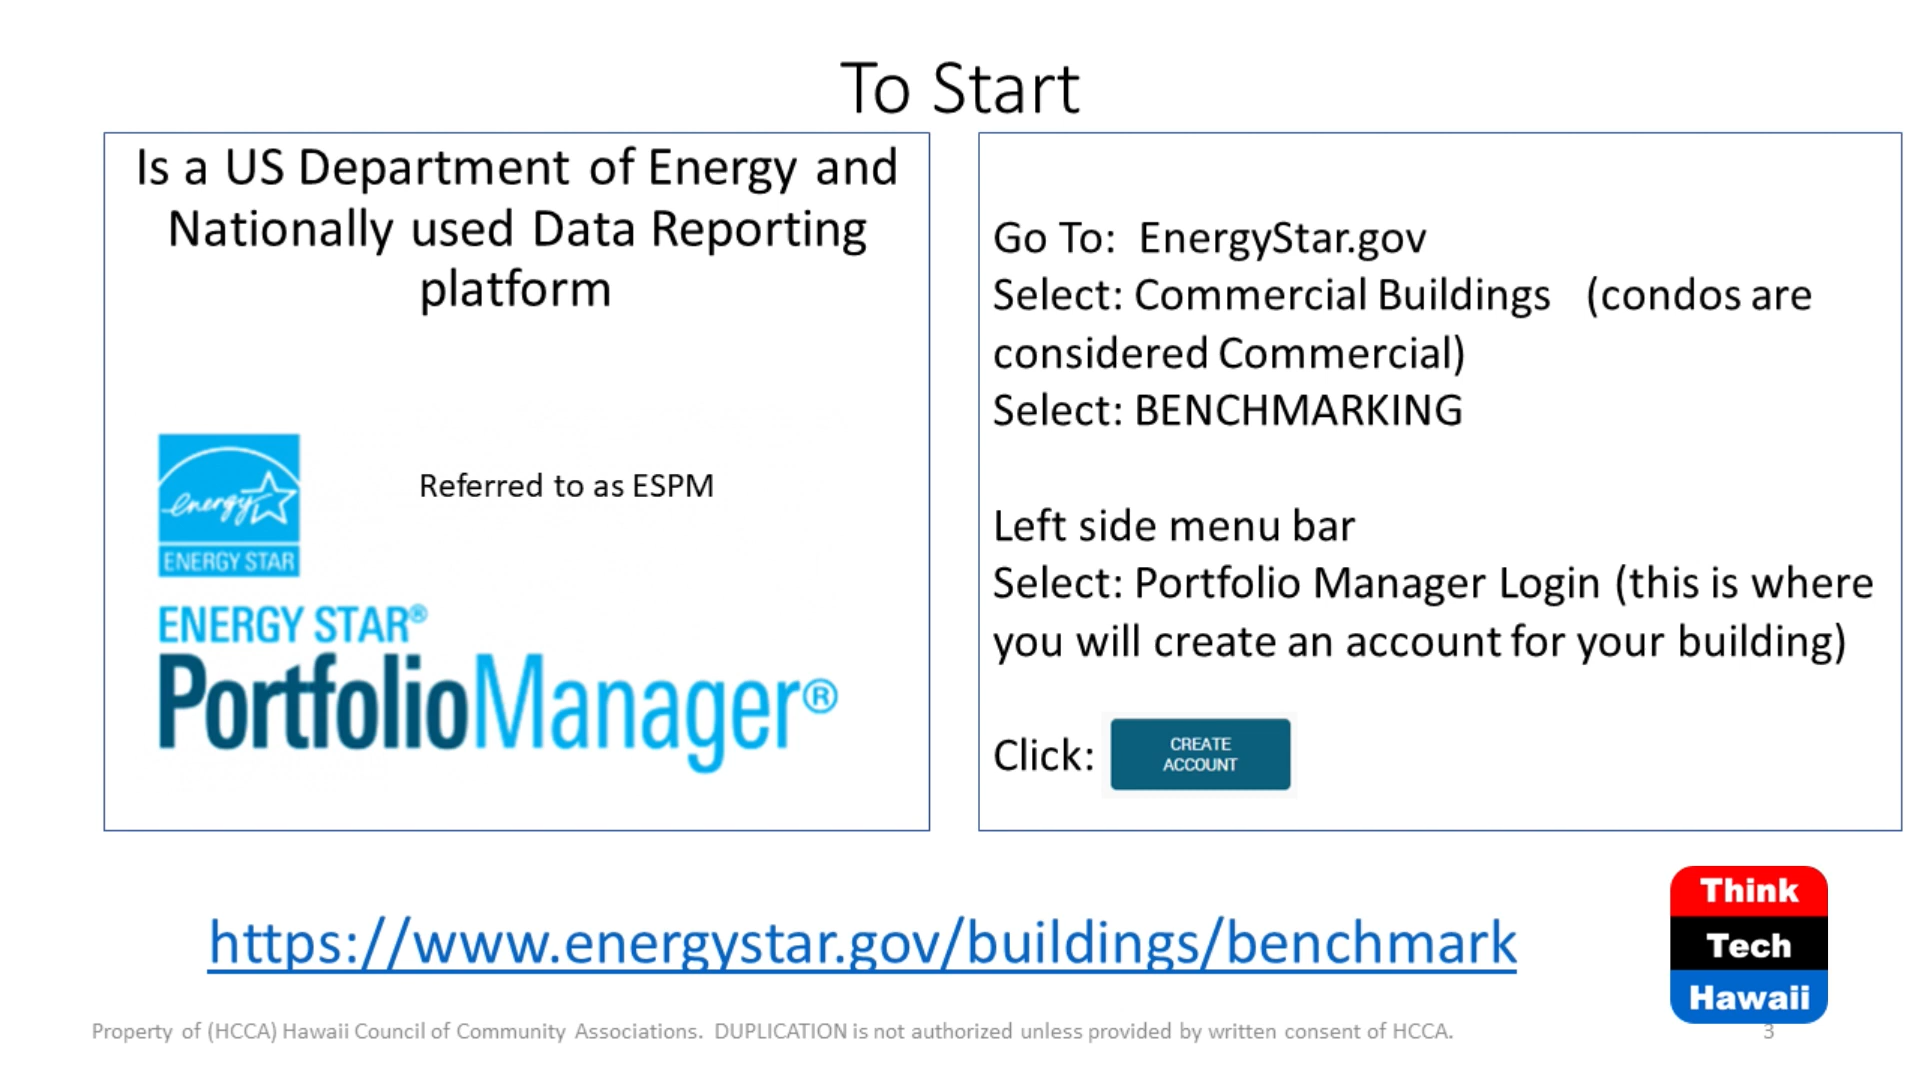 To Start
Is a US Department of Energy and
Nationally used Data Reporting
platform
energy
ENERGY STAR
Referred to as ESPM
ENERGY STAR®
PortfolioManager®
Go To: EnergyStar.gov
Select: Commercial Buildings (condos are
considered Commercial)
Select: BENCHMARKING
Left side menu bar
Select: Portfolio Manager Login (this is where
you will create an account for your building)
Click: CREATE
ACCOUNT
https://www.energystar.gov/buildings/benchmark
Think
Tech
Hawaii
Property of (HCCA) Hawaii Council of Community Associations. DUPLICATION is not authorized unless provided by written consent of HCCA.
3